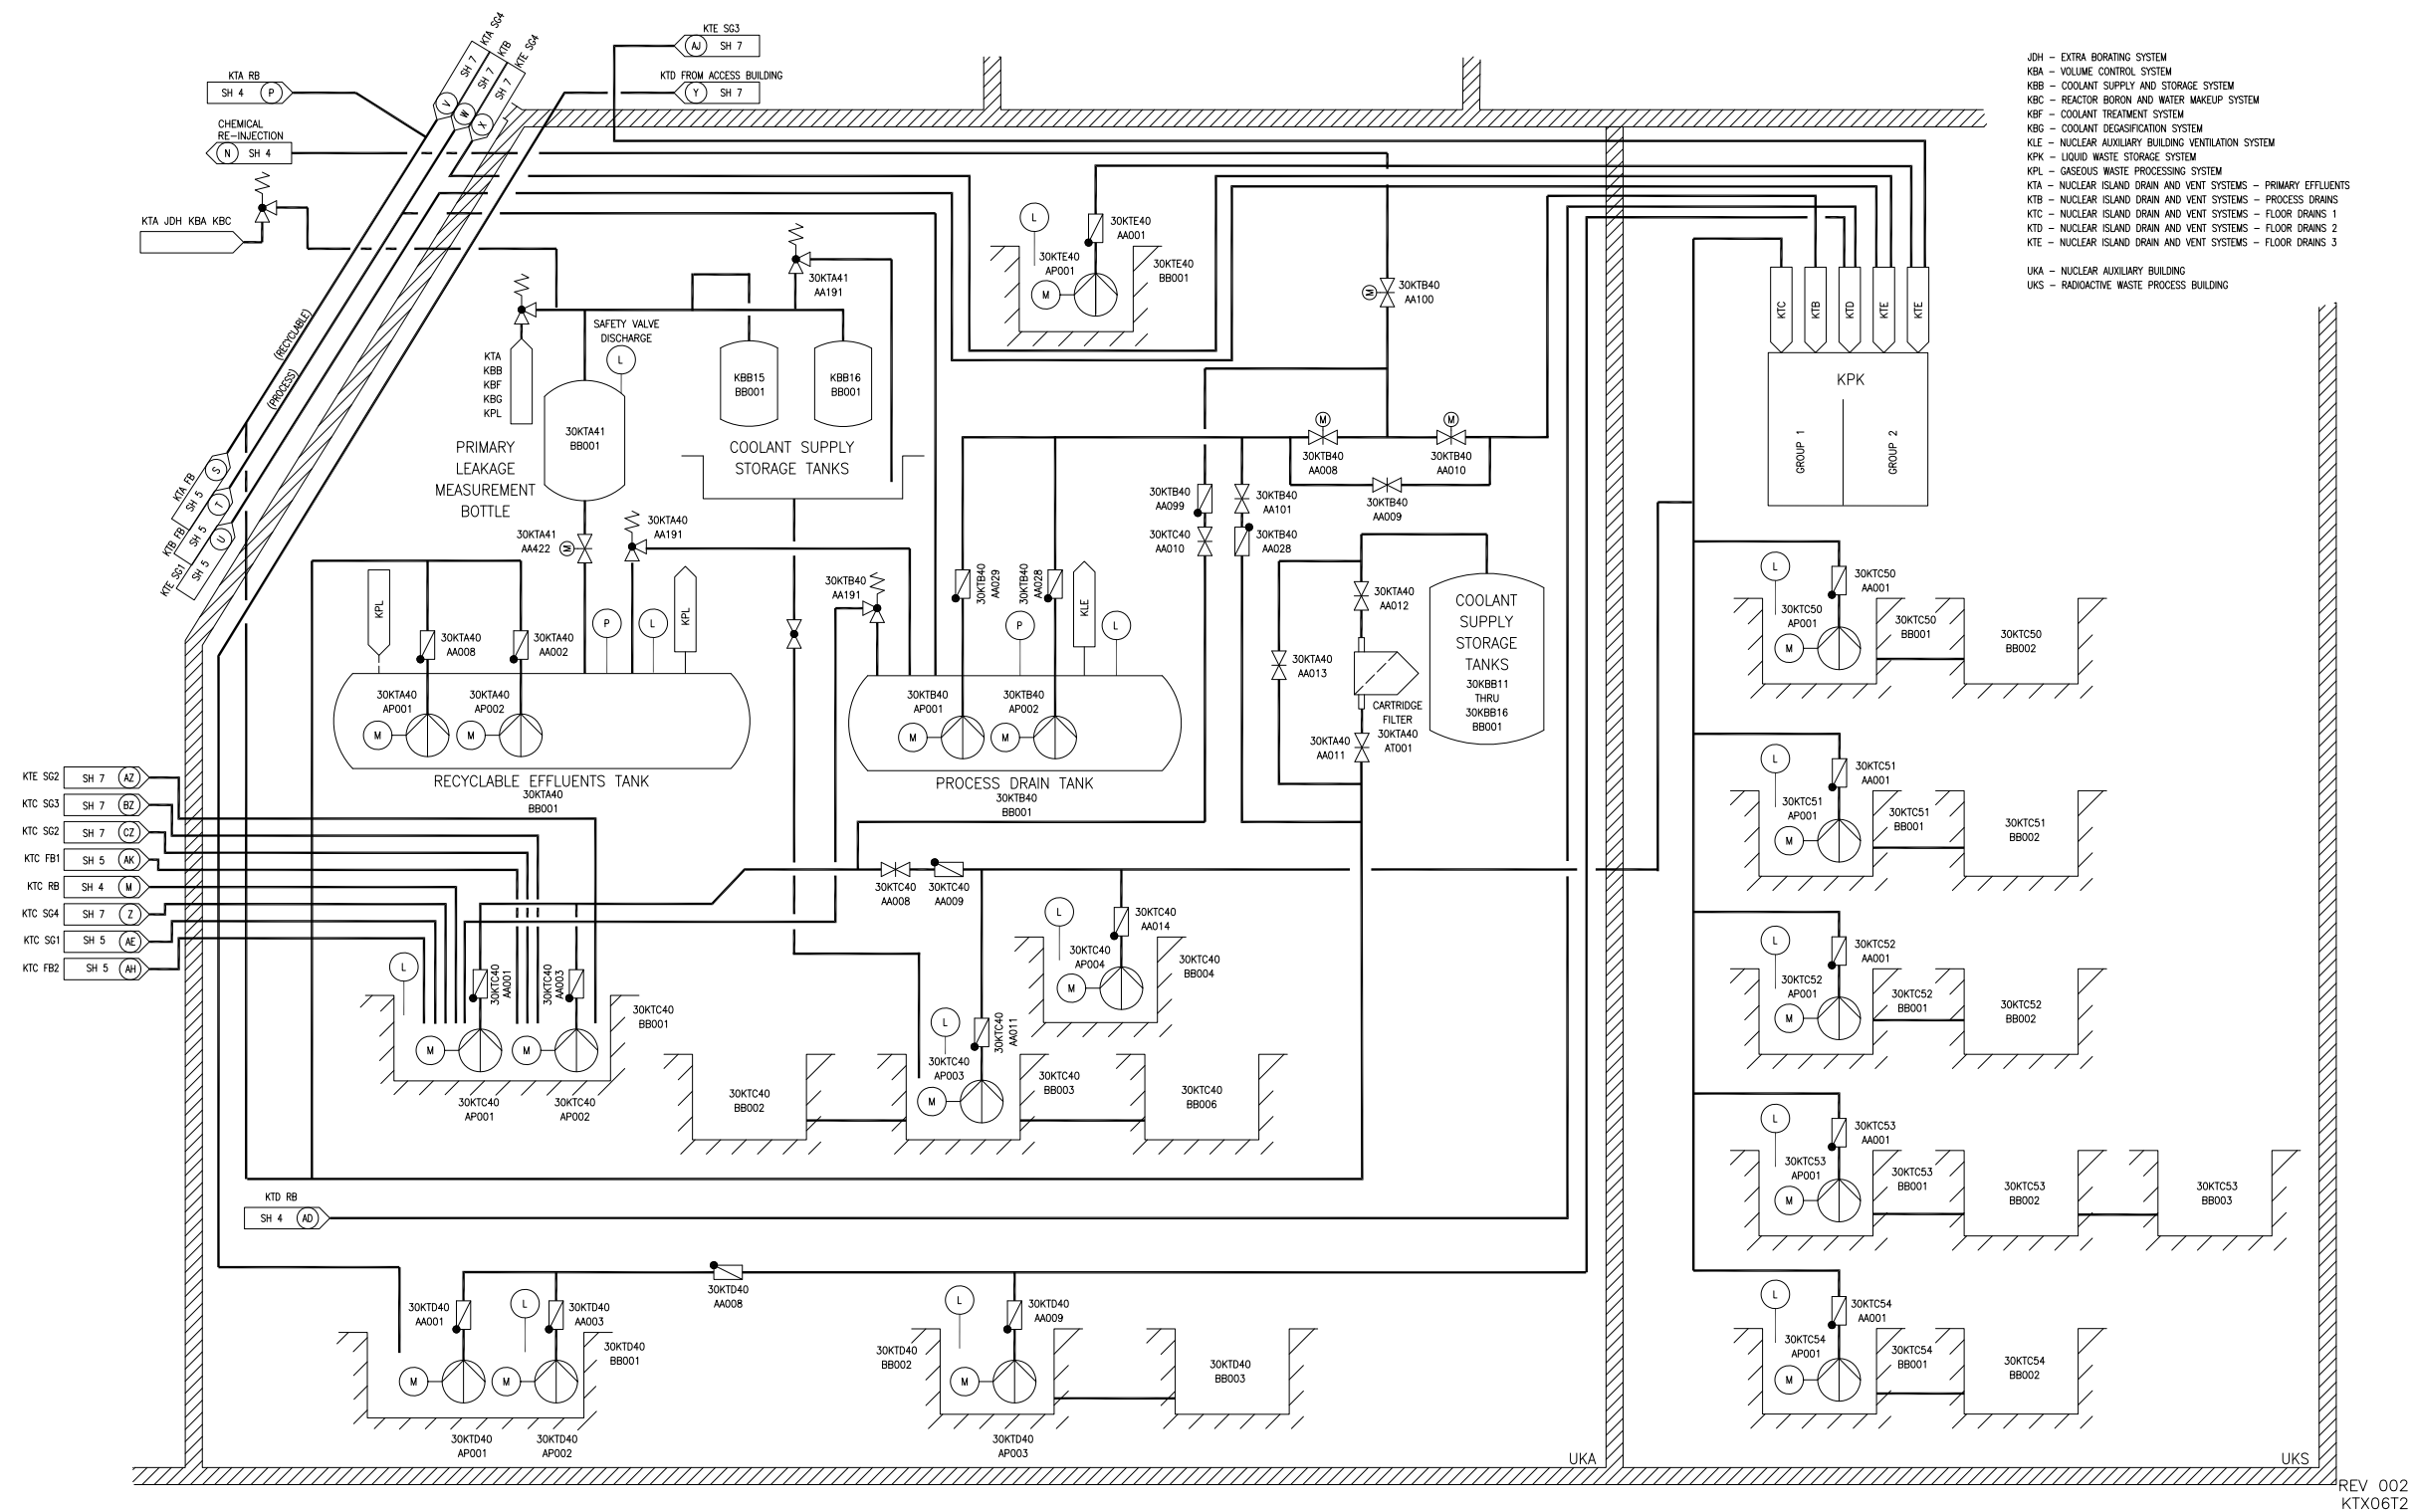 KTE SG3
AJ SH 7
KTD FROM ACCESS BUILDING
Y SH 7
KTA SG4
SH 7 V
KTB
SH 7 W
KTE SG4
SH 7 X
KTA RB
SH 4 P
CHEMICAL
RE-INJECTION
N SH 4
KTA JDH KBA KBC
JDH - EXTRA BORATING SYSTEM
KBA - VOLUME CONTROL SYSTEM
KBB - COOLANT SUPPLY AND STORAGE SYSTEM
KBC - REACTOR BORON AND WATER MAKEUP SYSTEM
KBF - COOLANT TREATMENT SYSTEM
KBG - COOLANT DEGASIFICATION SYSTEM
KLE - NUCLEAR AUXILIARY BUILDING VENTILATION SYSTEM
KPK - LIQUID WASTE STORAGE SYSTEM
KPL - GASEOUS WASTE PROCESSING SYSTEM
KTA - NUCLEAR ISLAND DRAIN AND VENT SYSTEMS - PRIMARY EFFLUENTS
KTB - NUCLEAR ISLAND DRAIN AND VENT SYSTEMS - PROCESS DRAINS
KTC - NUCLEAR ISLAND DRAIN AND VENT SYSTEMS - FLOOR DRAINS 1
KTD - NUCLEAR ISLAND DRAIN AND VENT SYSTEMS - FLOOR DRAINS 2
KTE - NUCLEAR ISLAND DRAIN AND VENT SYSTEMS - FLOOR DRAINS 3
UKA - NUCLEAR AUXILIARY BUILDING
UKS - RADIOACTIVE WASTE PROCESS BUILDING
(RECYCLABLE)
(PROCESS)
KTA FB
SH 5 S
KTB FB
SH 5 T
KTE SG1
SH 5 U
30KTA41
AA191
L
30KTE40
AA001
30KTE40
AP001
M
30KTE40
BB001
M
30KTB40
AA100
KTC
KTB
KTD
KTE
KTE
KPK
GROUP 1
GROUP 2
KTA
KBB
KBF
KBG
KPL
SAFETY VALVE
DISCHARGE
L
30KTA41
BB001
PRIMARY
LEAKAGE
MEASUREMENT
BOTTLE
KBB15
BB001
KBB16
BB001
COOLANT SUPPLY
STORAGE TANKS
M
30KTB40
AA008
M
30KTB40
AA010
30KTB40
AA009
30KTB40
AA099
30KTB40
AA101
30KTC40
AA010
30KTB40
AA028
30KTA41
AA422
M
30KTA40
AA191
30KTB40
AA191
KPL
30KTA40
AA008
30KTA40
AA002
P
L
KPL
30KTA40
AP001
M
30KTA40
AP002
M
RECYCLABLE EFFLUENTS TANK
30KTA40
BB001
30KTB40
AA029
30KTB40
AA028
P
KLE
L
30KTB40
AP001
M
30KTB40
AP002
M
PROCESS DRAIN TANK
30KTB40
BB001
30KTA40
AA012
30KTA40
AA013
CARTRIDGE
FILTER
30KTA40
AT001
30KTA40
AA011
COOLANT
SUPPLY
STORAGE
TANKS
30KBB11
THRU
30KBB16
BB001
KTE SG2 SH 7 AZ
KTC SG3 SH 7 BZ
KTC SG2 SH 7 CZ
KTC FB1 SH 5 AK
KTC RB SH 4 M
KTC SG4 SH 7 Z
KTC SG1 SH 5 AE
KTC FB2 SH 5 AH
L
30KTC40
AA001
30KTC40
AA003
M
M
30KTC40
BB001
30KTC40
AP001
30KTC40
AP002
30KTC40
AA008
30KTC40
AA009
L
30KTC40
AA014
30KTC40
AP004
M
30KTC40
BB004
L
30KTC40
AA011
30KTC40
AP003
M
30KTC40
BB002
30KTC40
BB003
30KTC40
BB006
KTD RB
SH 4 AD
30KTD40
AA008
30KTD40
AA001
L
30KTD40
AA003
M
M
30KTD40
BB001
30KTD40
AP001
30KTD40
AP002
L
30KTD40
AA009
30KTD40
BB002
M
30KTD40
BB003
30KTD40
AP003
L
30KTC50
AA001
30KTC50
AP001
M
30KTC50
BB001
30KTC50
BB002
L
30KTC51
AA001
30KTC51
AP001
M
30KTC51
BB001
30KTC51
BB002
L
30KTC52
AA001
30KTC52
AP001
M
30KTC52
BB001
30KTC52
BB002
L
30KTC53
AA001
30KTC53
AP001
M
30KTC53
BB001
30KTC53
BB002
30KTC53
BB003
L
30KTC54
AA001
30KTC54
AP001
M
30KTC54
BB001
30KTC54
BB002
UKA
UKS
REV 002
KTX06T2